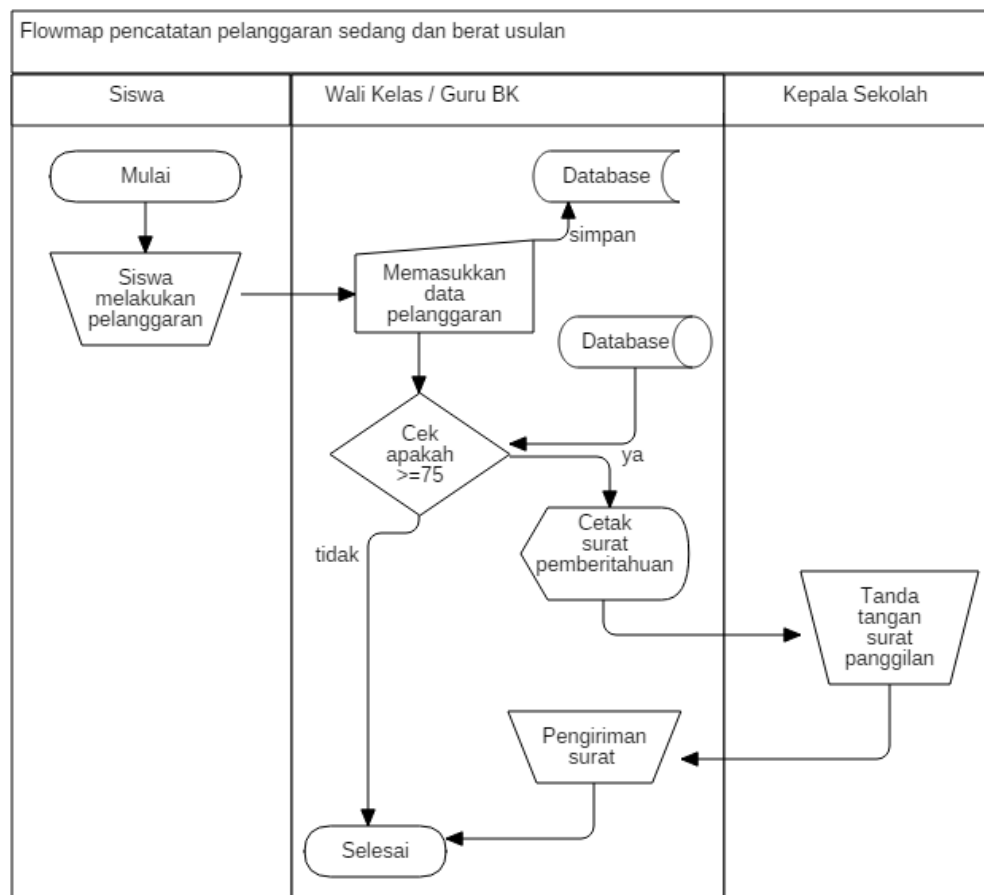 Flowmap pencatatan pelanggaran sedang dan berat usulan
Siswa
Wali Kelas / Guru BK
Kepala Sekolah
Mulai
Database
simpan
Siswa
melakukan
pelanggaran
Memasukkan
data
pelanggaran
Database
Cek
apakah
>=75
ya
tidak
Cetak
surat
pemberitahuan
Tanda
tangan
surat
panggilan
Pengiriman
surat
Selesai